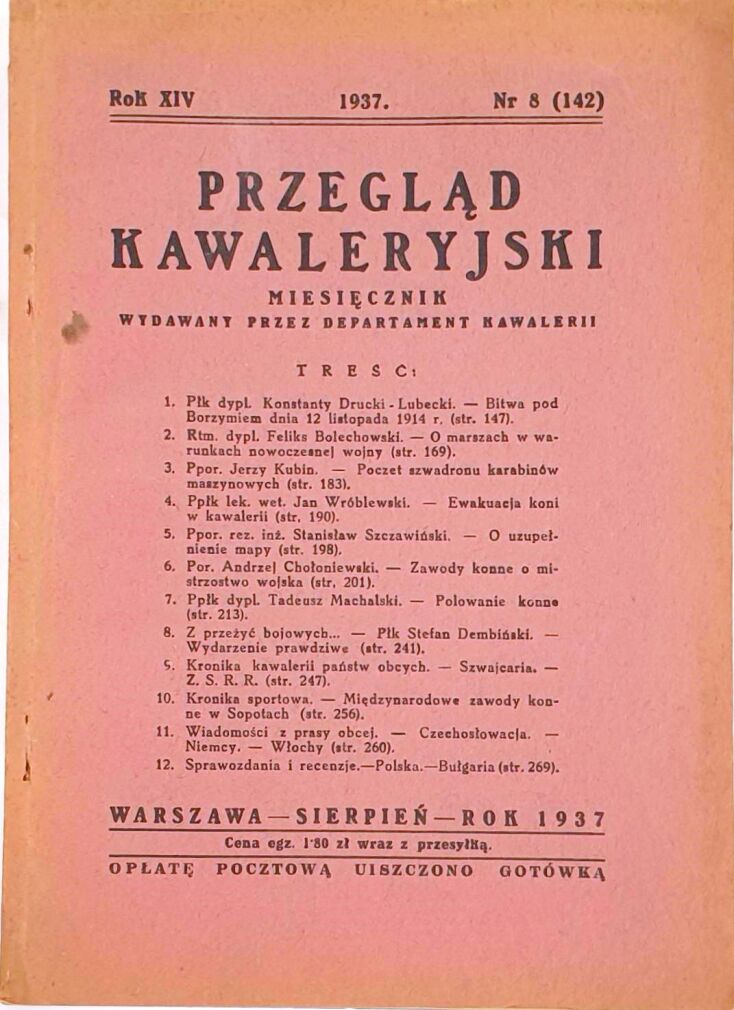 Rok XIV 1937. Nr 8 (142)
PRZEGLĄD
KAWALERYJSKI
MIESIĘCZNIK
WYDAWANY PRZEZ DEPARTAMENT KAWALERII
TREŚĆ:
1. Płk dypl. Konstanty Drucki-Lubecki. — Bitwa pod
Borzymiem dnia 12 listopada 1914 r. (str. 147).
2. Rtm. dypl. Feliks Bolechowski. — O marszach w wa-
runkach nowoczesnej wojny (str. 169).
3. Ppor. Jerzy Kubin. — Poczet szwadronu karabinów
maszynowych (str. 183).
4. Ppłk lek. wet. Jan Wróblewski. — Ewakuacja koni
w kawalerii (str. 190).
5. Ppor. rez. inż. Stanisław Szczawiński. — O uzupeł-
nienie mapy (str. 198).
6. Por. Andrzej Chołoniewski. — Zawody konne o mi-
strzostwo wojska (str. 201).
7. Ppłk dypl. Tadeusz Machalski. — Polowanie konne
(str. 213).
8. Z przeżyć bojowych... — Płk Stefan Dembiński. —
Wydarzenie prawdziwe (str. 241).
9. Kronika kawalerii państw obcych. — Szwajcaria. —
Z. S. R. R. (str. 247).
10. Kronika sportowa. — Międzynarodowe zawody kon-
ne w Sopotach (str. 256).
11. Wiadomości z prasy obcej. — Czechosłowacja. —
Niemcy. — Włochy (str. 260).
12. Sprawozdania i recenzje.—Polska.—Bułgaria (str. 269).
WARSZAWA—SIERPIEŃ—ROK 1937
Cena egz. 1·80 zł wraz z przesyłką.
OPŁATĘ POCZTOWĄ UISZCZONO GOTÓWKĄ